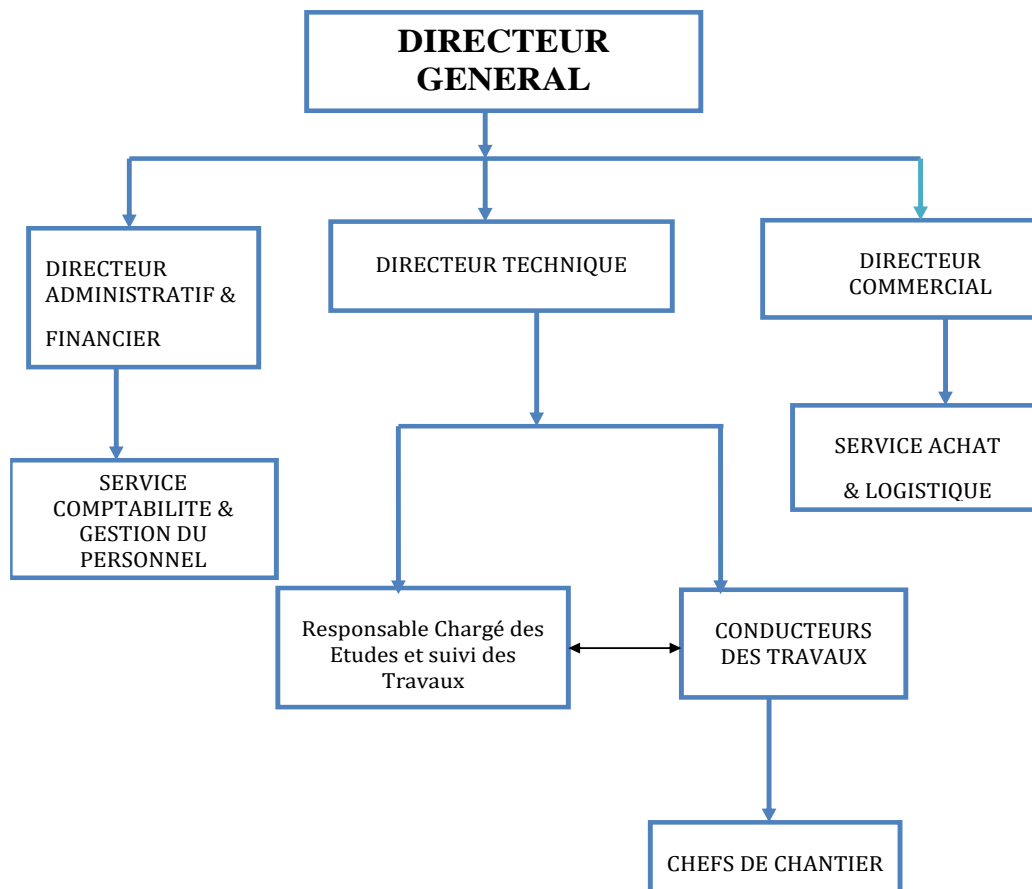 DIRECTEUR
GENERAL
DIRECTEUR
ADMINISTRATIF &
FINANCIER
DIRECTEUR TECHNIQUE
DIRECTEUR
COMMERCIAL
SERVICE
COMPTABILITE &
GESTION DU
PERSONNEL
SERVICE ACHAT
& LOGISTIQUE
Responsable Chargé des
Etudes et suivi des
Travaux
CONDUCTEURS
DES TRAVAUX
CHEFS DE CHANTIER